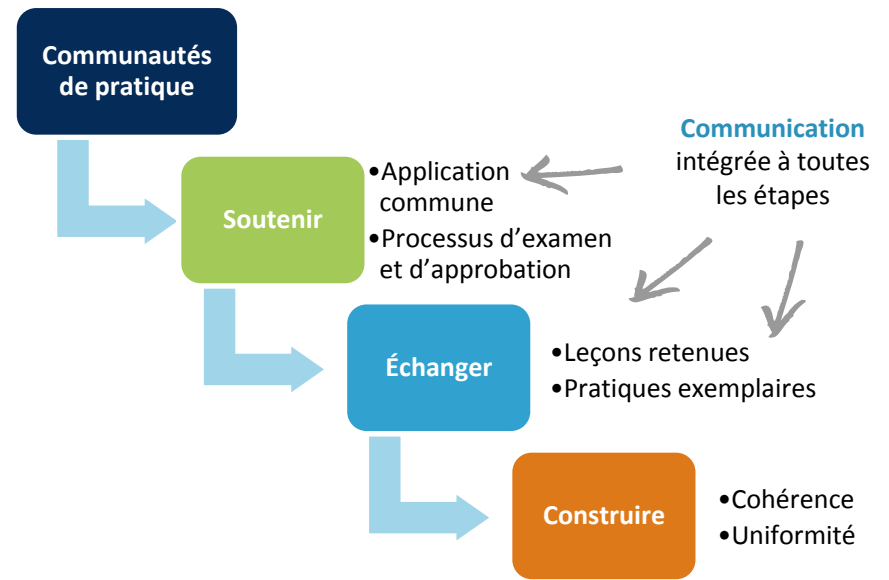 Communautés
de pratique
Communication
intégrée à toutes
les étapes
Soutenir
•Application
commune
•Processus d’examen
et d’approbation
Échanger
•Leçons retenues
•Pratiques exemplaires
Construire
•Cohérence
•Uniformité